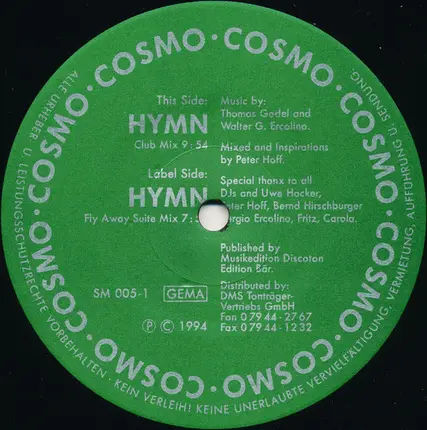 COSMO · COSMO · COSMO · COSMO · COSMO · COSMO · COSMO · COSMO ·
ALLE URHEBER U. LEISTUNGSSCHUTZRECHTE VORBEHALTEN · KEIN VERLEIH! KEINE UNERLAUBTE VERVIELFÄLTIGUNG, VERMIETUNG, AUFFÜHRUNG U. SENDUNG
This Side:
HYMN
Club Mix 9:54
Label Side:
HYMN
Fly Away Suite Mix 7:
SM 005-1 GEMA
Ⓟ © 1994
Music by:
Thomas Gödel and
Walter G. Ercolino.
Mixed and Inspirations
by Peter Hoff.
Special thanx to all
DJs and Uwe Hacker,
Hoff, Bernd Hirschburger
Ercolino, Fritz, Carola.
Published by
Musikedition Discoton
Edition Bär.
Distributed by:
DMS Tonträger-
Vertriebs GmbH
Fon 0 79 44 - 27 67
Fax 0 79 44 - 12 32